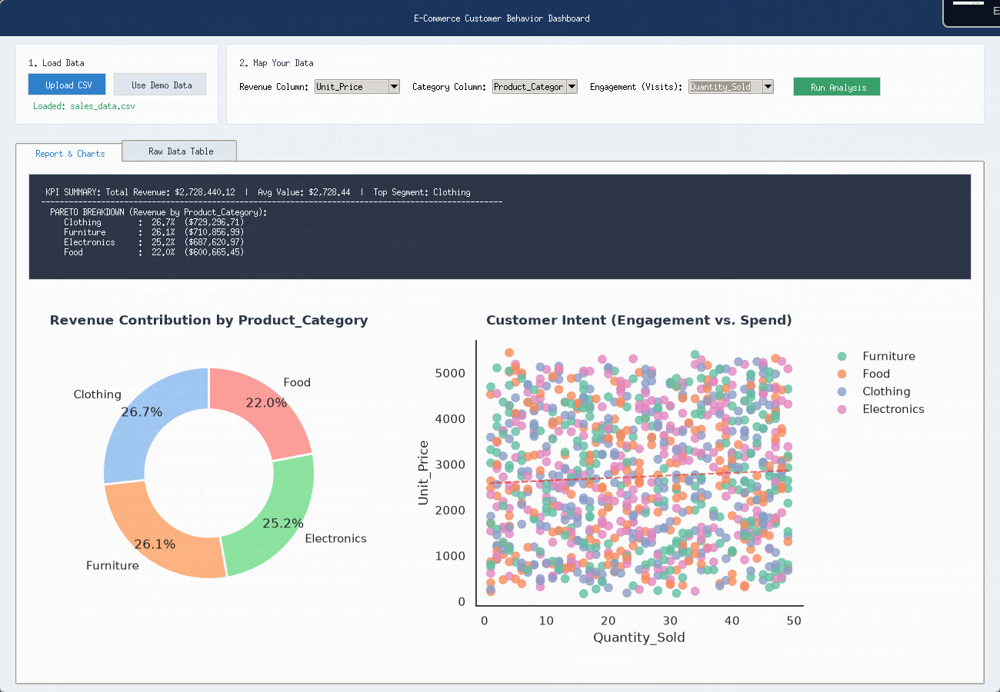 E-Commerce Customer Behavior Dashboard
E
1. Load Data
Upload CSV
Use Demo Data
Loaded: sales_data.csv
2. Map Your Data
Revenue Column:
Unit_Price
Category Column:
Product_Categor
Engagement (Visits):
Quantity_Sold
Run Analysis
Report & Charts
Raw Data Table
KPI SUMMARY: Total Revenue: $2,728,440.12 | Avg Value: $2,728.44 | Top Segment: Clothing
PARETO BREAKDOWN (Revenue by Product_Category):
Clothing : 26.7% ($729,296.71)
Furniture : 26.1% ($710,856.99)
Electronics : 25.2% ($687,620.97)
Food : 22.0% ($600,665.45)
Revenue Contribution by Product_Category
Clothing
26.7%
Food
22.0%
Furniture
26.1%
Electronics
25.2%
Customer Intent (Engagement vs. Spend)
Unit_Price
5000
4000
3000
2000
1000
0
0 10 20 30 40 50
Quantity_Sold
Furniture
Food
Clothing
Electronics